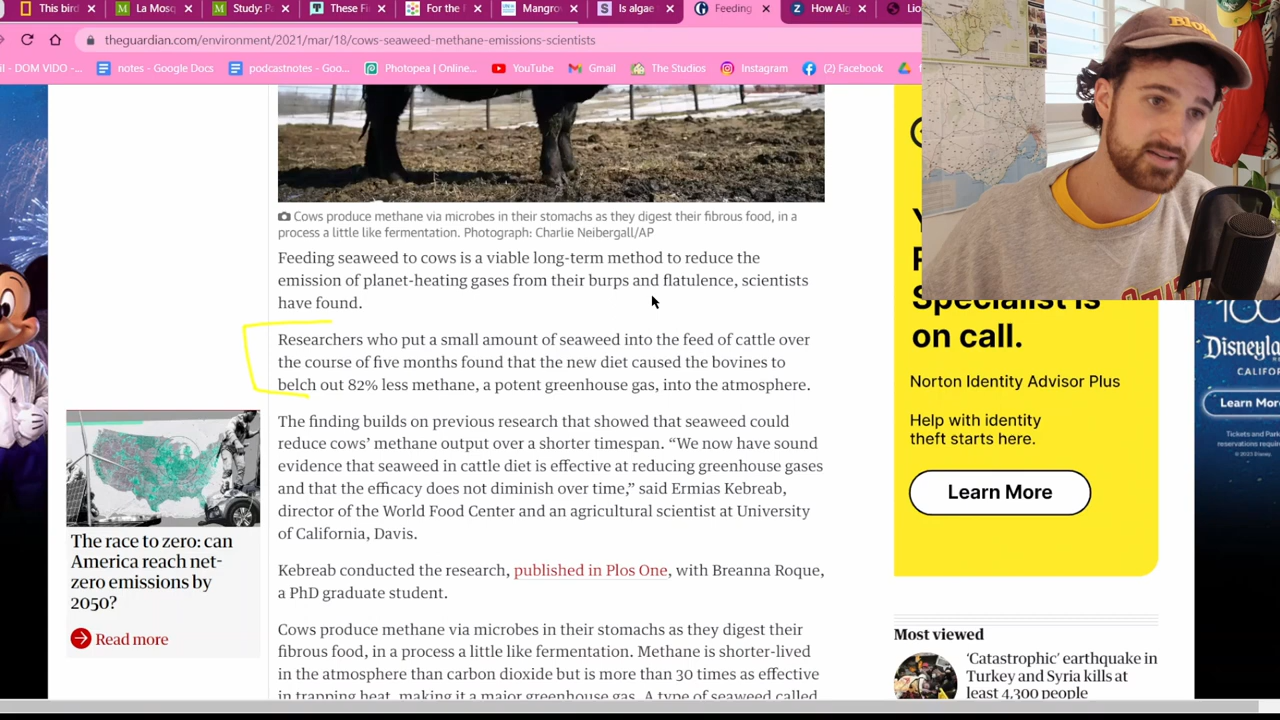 This bird
La Mosq
Study: P
These Fi
For the
Mangro
Is algae
Feeding
How Alg
Lio
theguardian.com/environment/2021/mar/18/cows-seaweed-methane-emissions-scientists
il - DOM VIDO ...
notes - Google Docs
podcastnotes - Goo...
Photopea | Online...
YouTube
Gmail
The Studios
Instagram
(2) Facebook
Cows produce methane via microbes in their stomachs as they digest their fibrous food, in a
process a little like fermentation. Photograph: Charlie Neibergall/AP
Feeding seaweed to cows is a viable long-term method to reduce the
emission of planet-heating gases from their burps and flatulence, scientists
have found.
Researchers who put a small amount of seaweed into the feed of cattle over
the course of five months found that the new diet caused the bovines to
belch out 82% less methane, a potent greenhouse gas, into the atmosphere.
The finding builds on previous research that showed that seaweed could
reduce cows’ methane output over a shorter timespan. “We now have sound
evidence that seaweed in cattle diet is effective at reducing greenhouse gases
and that the efficacy does not diminish over time,” said Ermias Kebreab,
director of the World Food Center and an agricultural scientist at University
of California, Davis.
Kebreab conducted the research, published in Plos One, with Breanna Roque,
a PhD graduate student.
Cows produce methane via microbes in their stomachs as they digest their
fibrous food, in a process a little like fermentation. Methane is shorter-lived
in the atmosphere than carbon dioxide but is more than 30 times as effective
in trapping heat, making it a major greenhouse gas. A type of seaweed called
The race to zero: can
America reach net-
zero emissions by
2050?
Read more
Specialist is
on call.
Norton Identity Advisor Plus
Help with identity
theft starts here.
Learn More
Most viewed
‘Catastrophic’ earthquake in
Turkey and Syria kills at
least 4,300 people
100
Disneyland
CALIFOR
Learn More